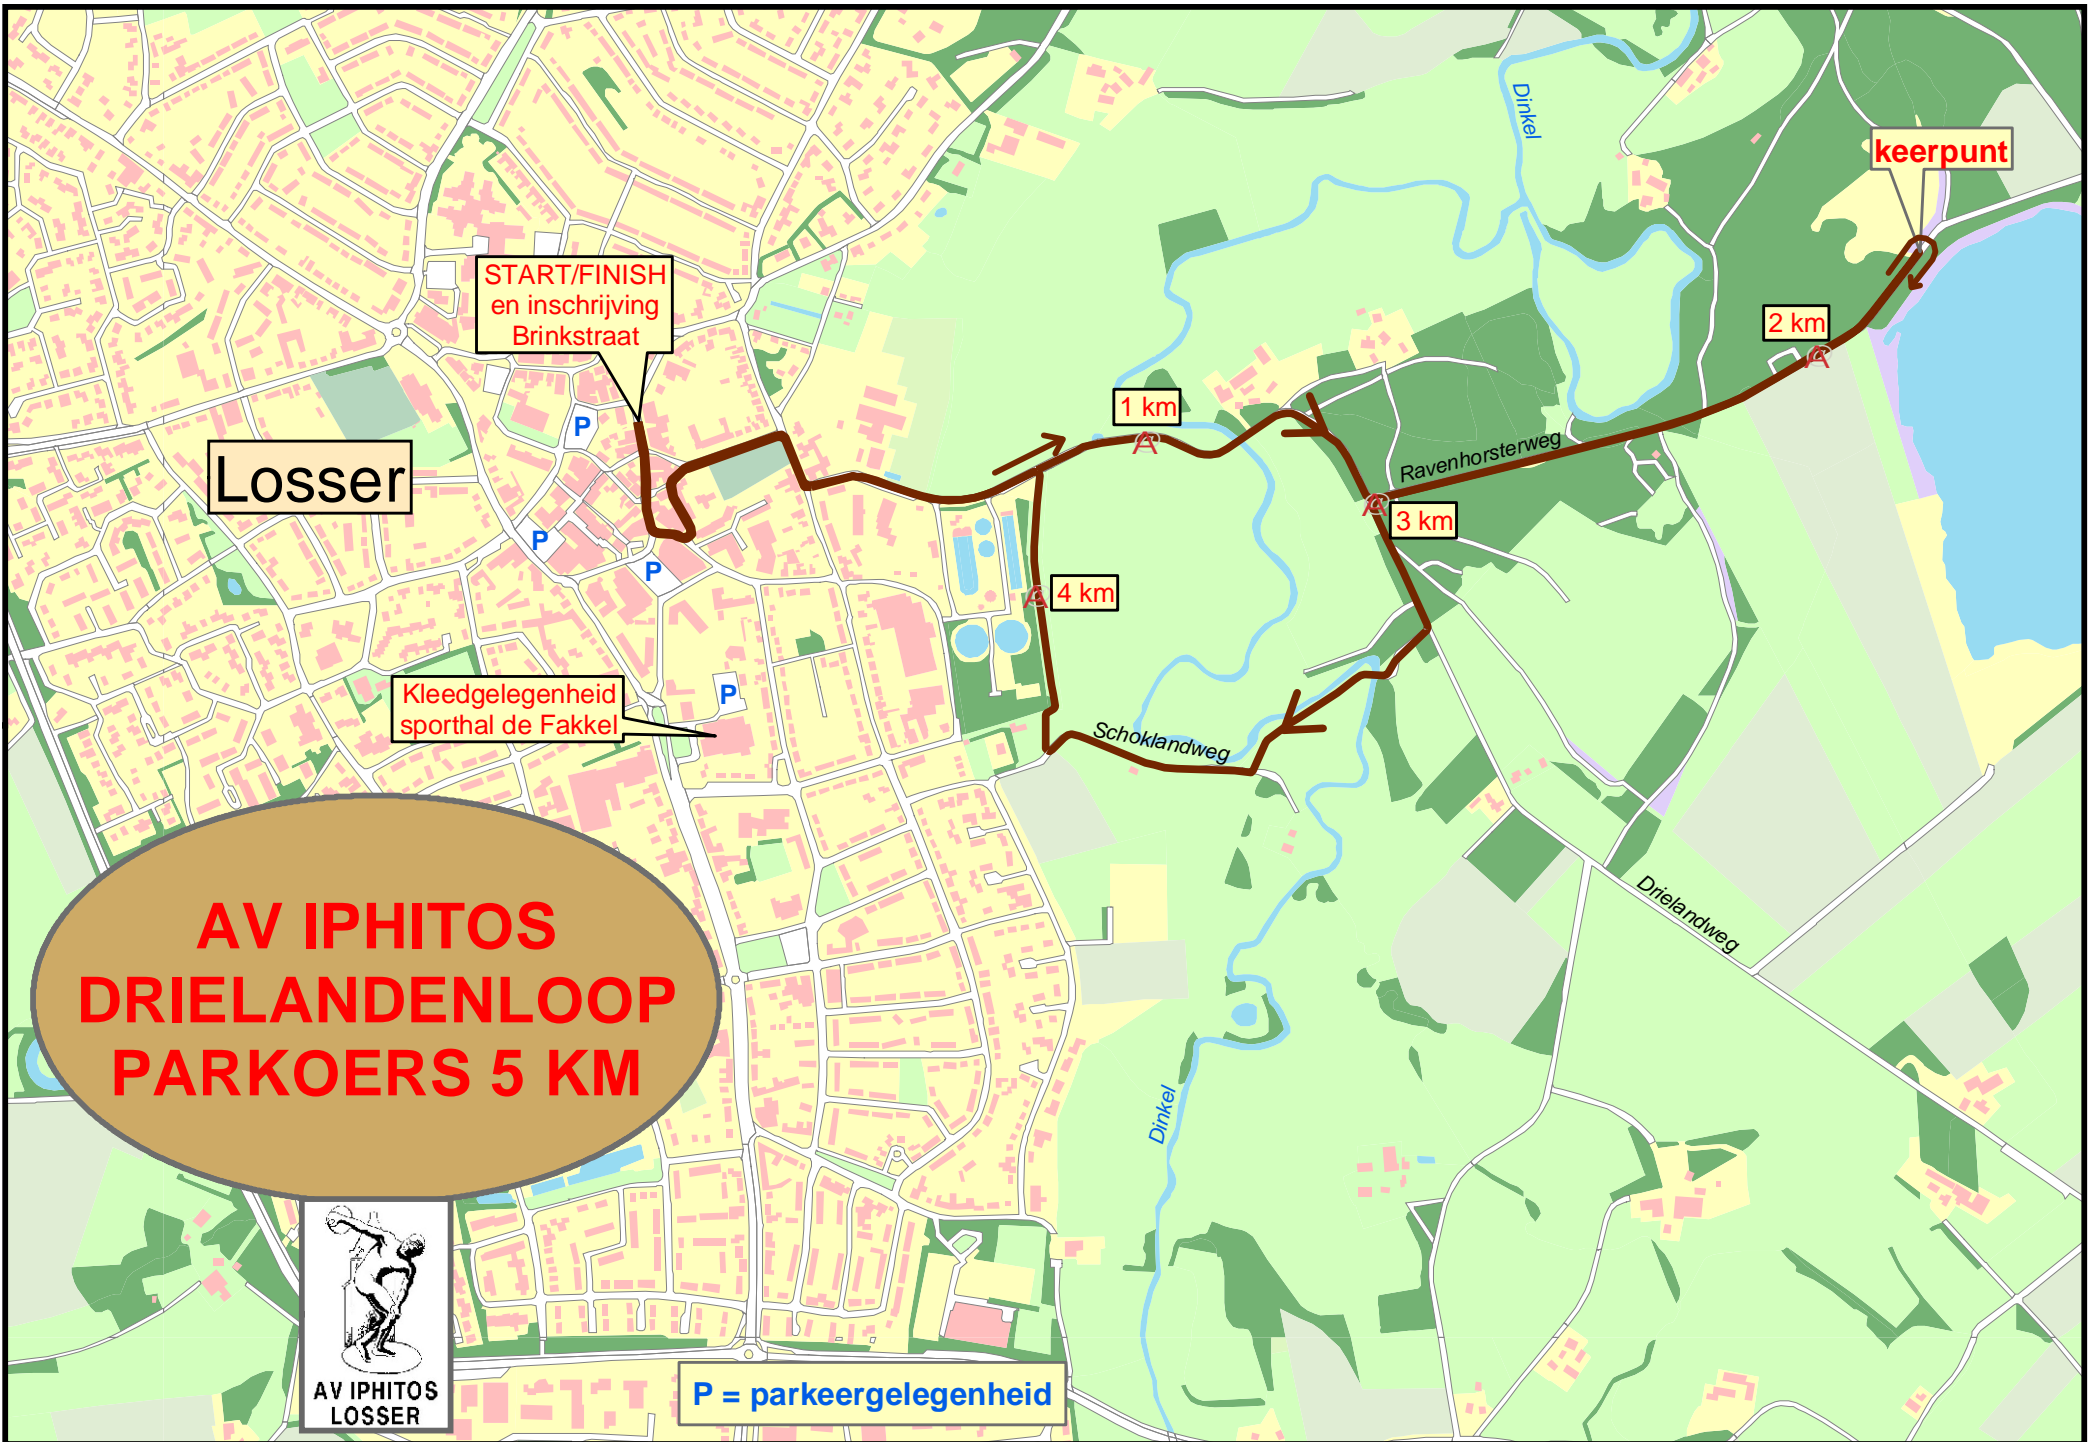 Dinkel
keerpunt
START/FINISH
en inschrijving
Brinkstraat
2 km
1 km
P
Losser
Ravenhorsterweg
3 km
P
P
4 km
Kleedgelegenheid
sporthal de Fakkel
P
Schoklandweg
AV IPHITOS
DRIELANDENLOOP
PARKOERS 5 KM
Drielandweg
Dinkel
AV IPHITOS
LOSSER
P = parkeergelegenheid